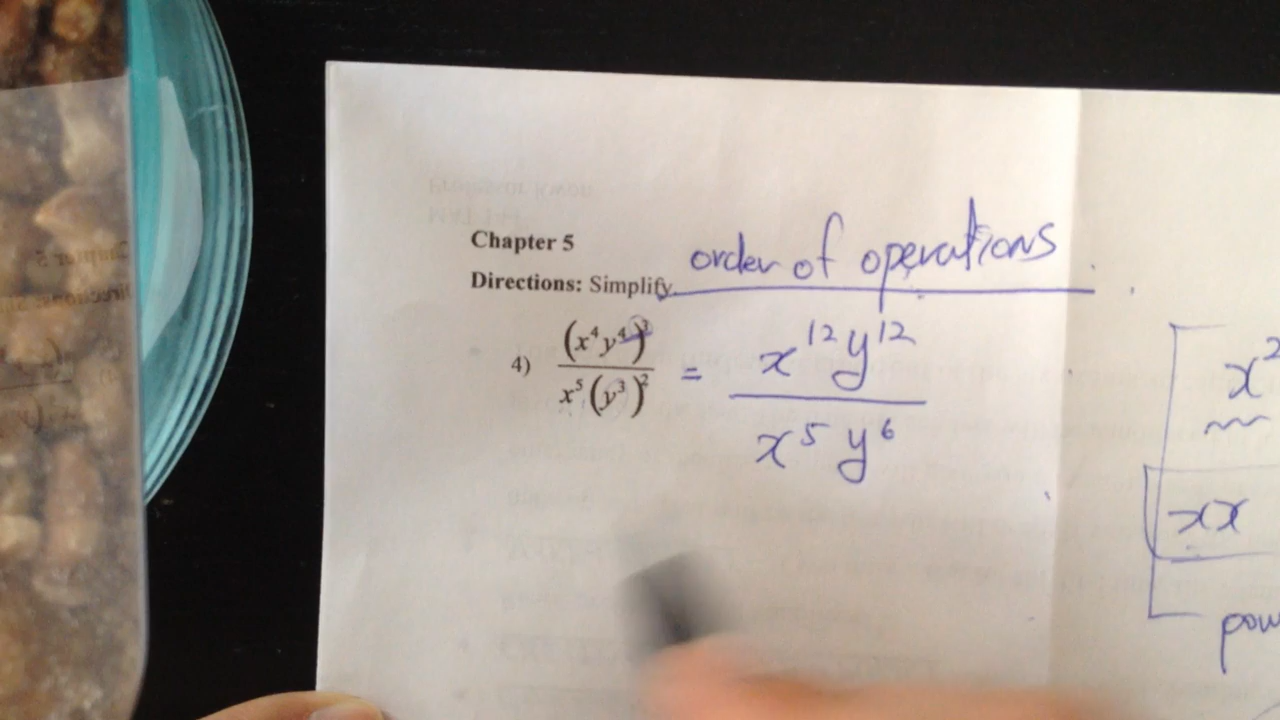 Chapter 5
order of operations
Directions: Simplify.
4) (x⁴y⁴)³ / x⁵(y³)² = x¹²y¹² / x⁵y⁶
x²
xx
pow